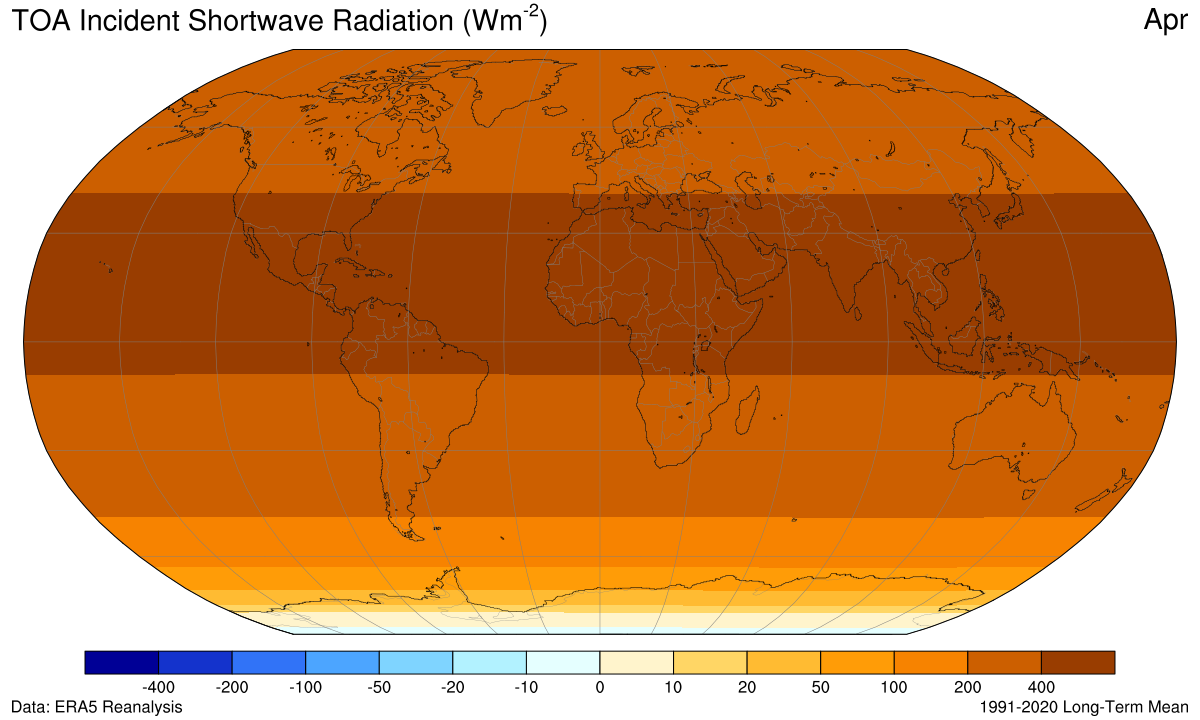 TOA Incident Shortwave Radiation (Wm-2)
Apr
-400 -200 -100 -50 -20 -10 0 10 20 50 100 200 400
Data: ERA5 Reanalysis
1991-2020 Long-Term Mean